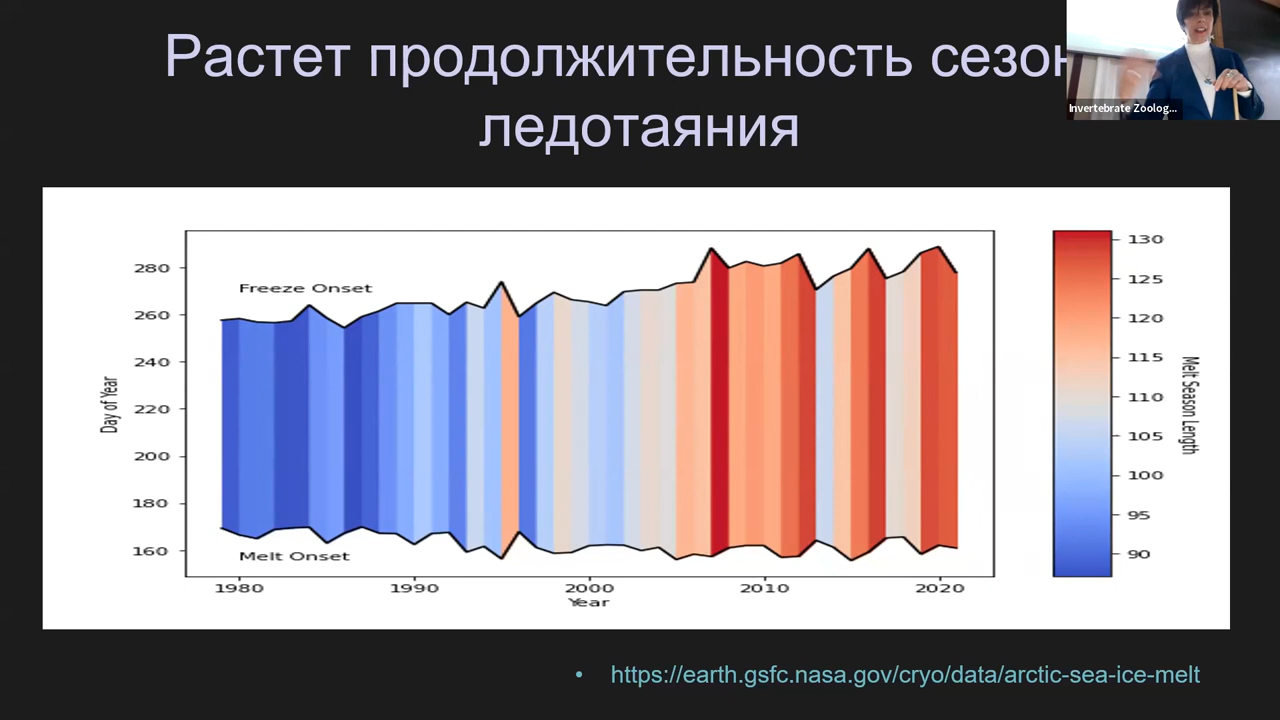 Растет продолжительность сезон
ледотаяния
Invertebrate Zoolog...
280
260
240
220
200
180
160
Day of Year
Freeze Onset
Melt Onset
1980 1990 2000 2010 2020
Year
130
125
120
115
110
105
100
95
90
Melt Season Length
• https://earth.gsfc.nasa.gov/cryo/data/arctic-sea-ice-melt